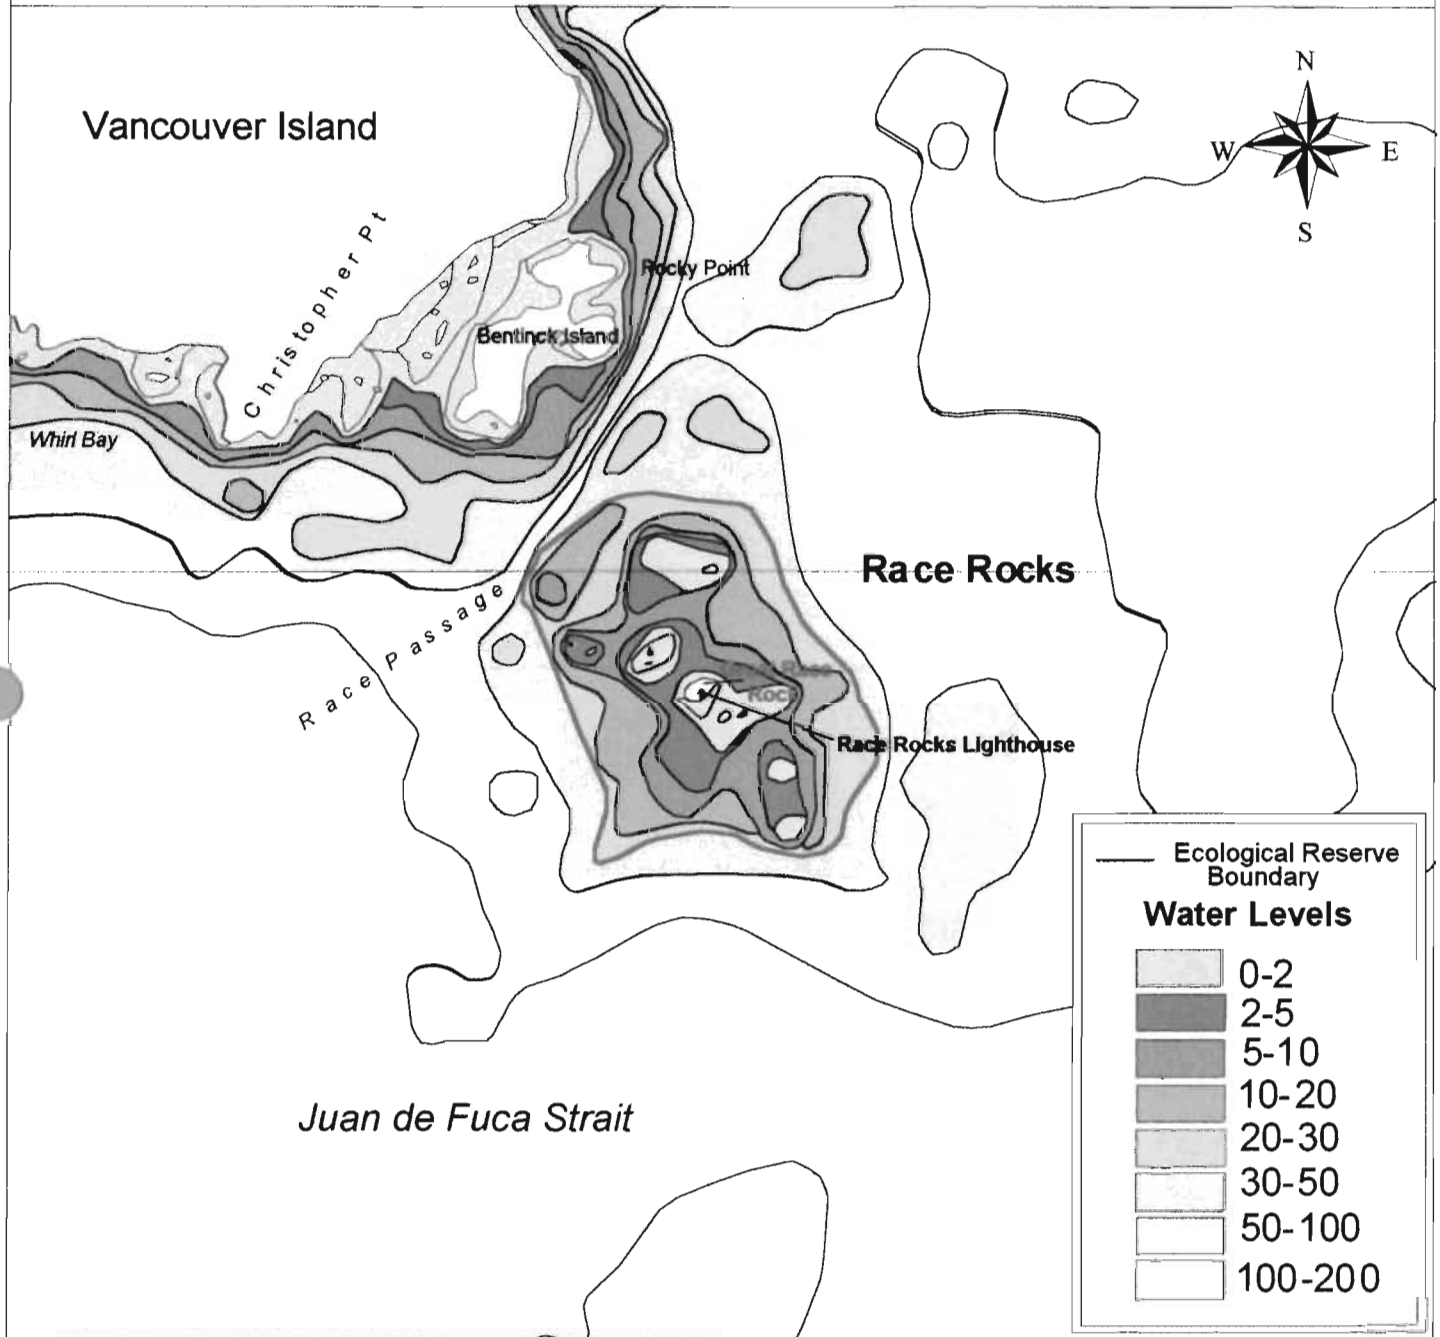 N
Vancouver Island
W
E
S
Christopher Pt
Rocky Point
Bentinck Island
Whirl Bay
Race Rocks
Race Passage
Race
Rock
Race Rocks Lighthouse
Ecological Reserve
Boundary
Water Levels
0-2
2-5
5-10
10-20
20-30
30-50
50-100
100-200
Juan de Fuca Strait